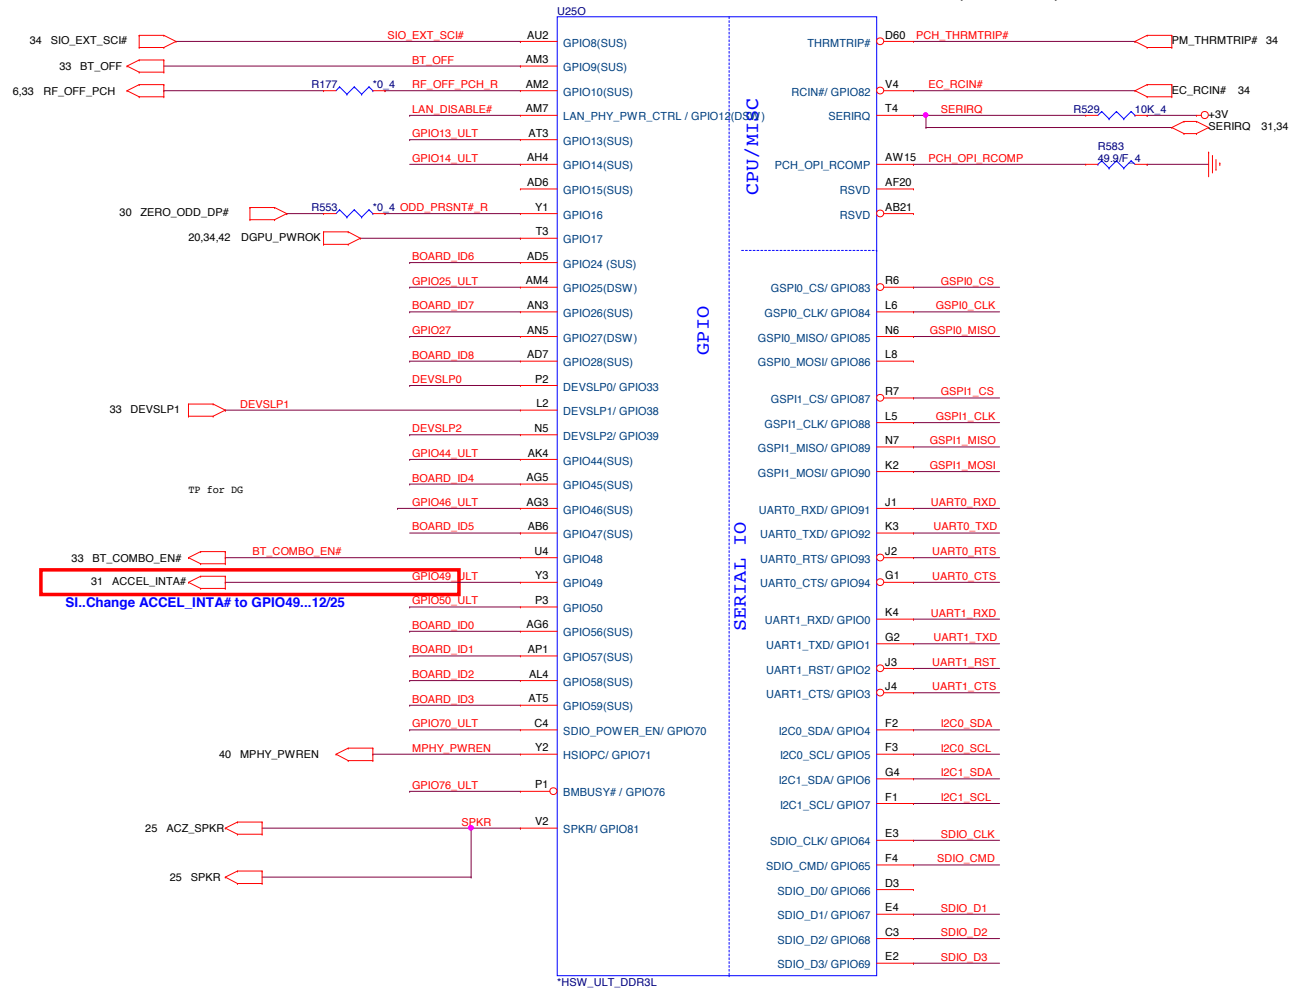 U25O
34 SIO_EXT_SCI# SIO_EXT_SCI# AU2 GPIO8(SUS)
33 BT_OFF BT_OFF AM3 GPIO9(SUS)
6,33 RF_OFF_PCH R177 *0_4 RF_OFF_PCH_R AM2 GPIO10(SUS)
LAN_DISABLE# AM7 LAN_PHY_PWR_CTRL / GPIO12(DSW)
GPIO13_ULT AT3 GPIO13(SUS)
GPIO14_ULT AH4 GPIO14(SUS)
AD6 GPIO15(SUS)
30 ZERO_ODD_DP# R553 *0_4 ODD_PRSNT#_R Y1 GPIO16
20,34,42 DGPU_PWROK T3 GPIO17
BOARD_ID6 AD5 GPIO24 (SUS)
GPIO25_ULT AM4 GPIO25(DSW)
BOARD_ID7 AN3 GPIO26(SUS)
GPIO27 AN5 GPIO27(DSW)
BOARD_ID8 AD7 GPIO28(SUS)
DEVSLP0 P2 DEVSLP0/ GPIO33
33 DEVSLP1 DEVSLP1 L2 DEVSLP1/ GPIO38
DEVSLP2 N5 DEVSLP2/ GPIO39
GPIO44_ULT AK4 GPIO44(SUS)
BOARD_ID4 AG5 GPIO45(SUS)
TP for DG
GPIO46_ULT AG3 GPIO46(SUS)
BOARD_ID5 AB6 GPIO47(SUS)
33 BT_COMBO_EN# BT_COMBO_EN# U4 GPIO48
31 ACCEL_INTA# GPIO49_ULT Y3 GPIO49
SI..Change ACCEL_INTA# to GPIO49...12/25
GPIO50_ULT P3 GPIO50
BOARD_ID0 AG6 GPIO56(SUS)
BOARD_ID1 AP1 GPIO57(SUS)
BOARD_ID2 AL4 GPIO58(SUS)
BOARD_ID3 AT5 GPIO59(SUS)
GPIO70_ULT C4 SDIO_POWER_EN/ GPIO70
40 MPHY_PWREN MPHY_PWREN Y2 HSIOPC/ GPIO71
GPIO76_ULT P1 BMBUSY# / GPIO76
25 ACZ_SPKR SPKR V2 SPKR/ GPIO81
25 SPKR
GPIO
CPU/MISC
SERIAL IO
THRMTRIP# D60 PCH_THRMTRIP# PM_THRMTRIP# 34
RCIN#/ GPIO82 V4 EC_RCIN# EC_RCIN# 34
SERIRQ T4 SERIRQ R529 10K_4 +3V
SERIRQ 31,34
PCH_OPI_RCOMP AW15 PCH_OPI_RCOMP R583 49.9/F_4
RSVD AF20
RSVD AB21
GSPI0_CS/ GPIO83 R6 GSPI0_CS
GSPI0_CLK/ GPIO84 L6 GSPI0_CLK
GSPI0_MISO/ GPIO85 N6 GSPI0_MISO
GSPI0_MOSI/ GPIO86 L8
GSPI1_CS/ GPIO87 R7 GSPI1_CS
GSPI1_CLK/ GPIO88 L5 GSPI1_CLK
GSPI1_MISO/ GPIO89 N7 GSPI1_MISO
GSPI1_MOSI/ GPIO90 K2 GSPI1_MOSI
UART0_RXD/ GPIO91 J1 UART0_RXD
UART0_TXD/ GPIO92 K3 UART0_TXD
UART0_RTS/ GPIO93 J2 UART0_RTS
UART0_CTS/ GPIO94 G1 UART0_CTS
UART1_RXD/ GPIO0 K4 UART1_RXD
UART1_TXD/ GPIO1 G2 UART1_TXD
UART1_RST/ GPIO2 J3 UART1_RST
UART1_CTS/ GPIO3 J4 UART1_CTS
I2C0_SDA/ GPIO4 F2 I2C0_SDA
I2C0_SCL/ GPIO5 F3 I2C0_SCL
I2C1_SDA/ GPIO6 G4 I2C1_SDA
I2C1_SCL/ GPIO7 F1 I2C1_SCL
SDIO_CLK/ GPIO64 E3 SDIO_CLK
SDIO_CMD/ GPIO65 F4 SDIO_CMD
SDIO_D0/ GPIO66 D3
SDIO_D1/ GPIO67 E4 SDIO_D1
SDIO_D2/ GPIO68 C3 SDIO_D2
SDIO_D3/ GPIO69 E2 SDIO_D3
*HSW_ULT_DDR3L